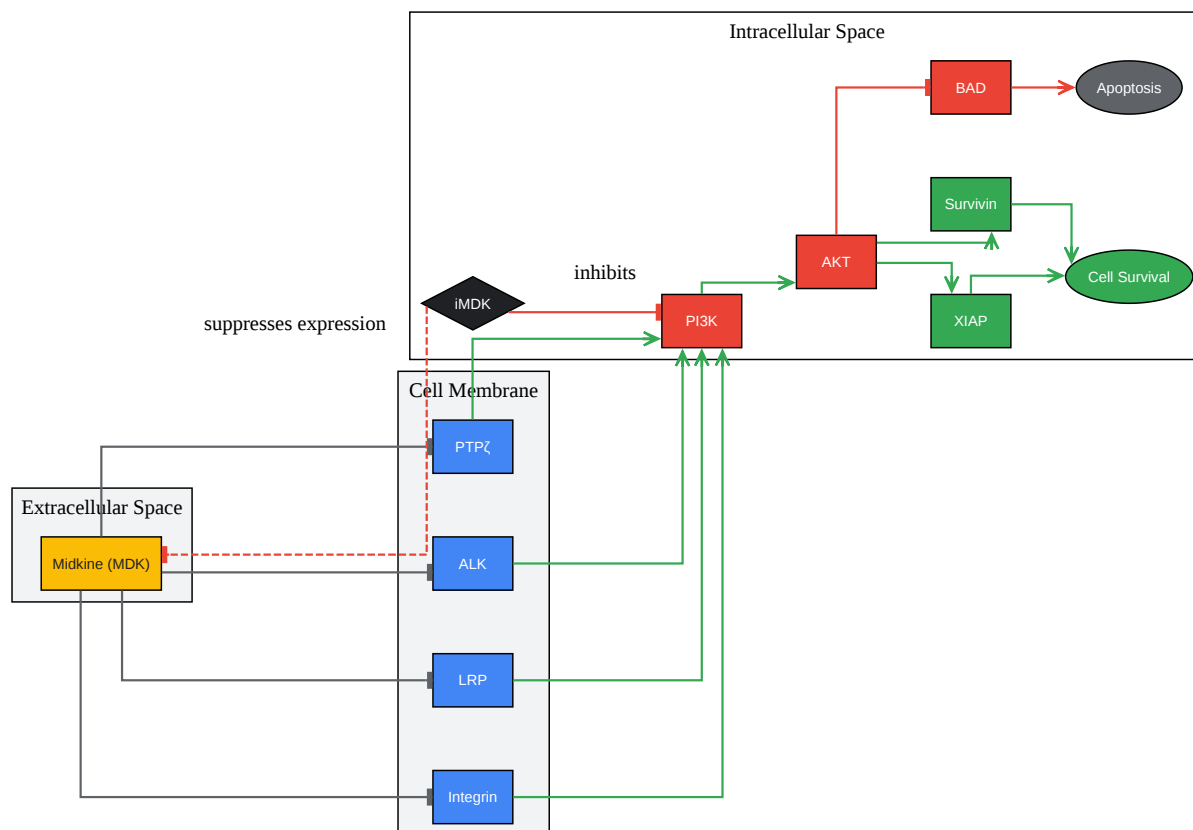 Intracellular Space
BAD
Apoptosis
Survivin
AKT
Cell Survival
inhibits
iMDK
PI3K
XIAP
suppresses expression
Cell Membrane
PTPζ
Extracellular Space
Midkine (MDK)
ALK
LRP
Integrin